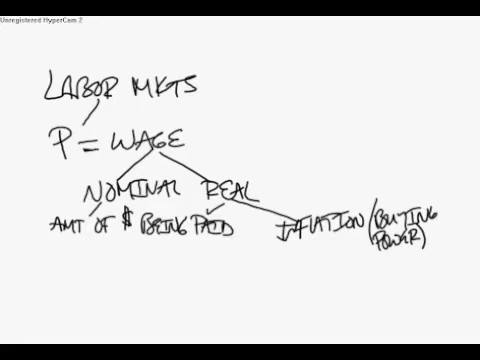 Unregistered HyperCam 2
LABOR MKTS
P = WAGE
NOMINAL REAL
AMT OF $ BEING PAID
INFLATION (BUYING
POWER)